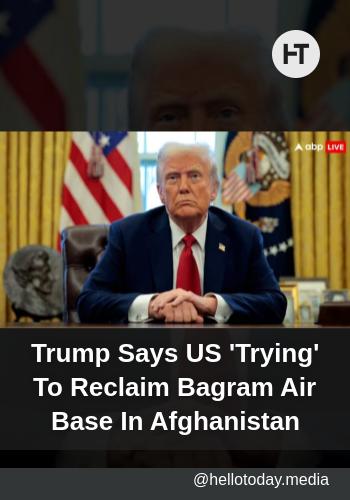 HT
abp LIVE
Trump Says US 'Trying'
To Reclaim Bagram Air
Base In Afghanistan
@hellotoday.media